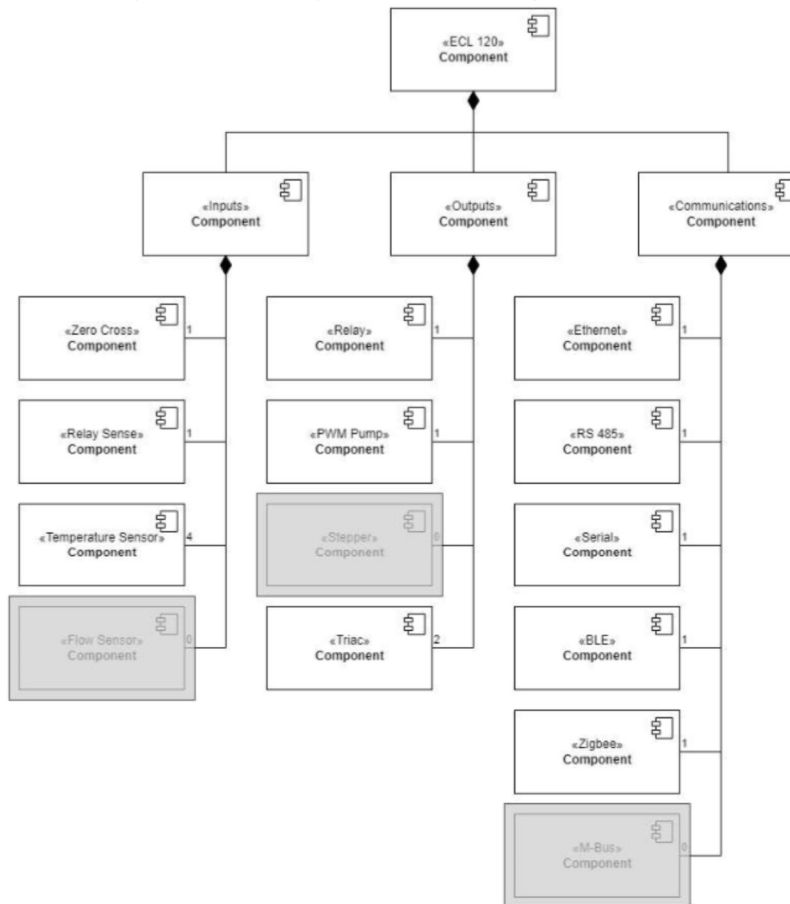 «ECL 120»
Component
«Inputs»
Component
«Outputs»
Component
«Communications»
Component
«Zero Cross»
Component
1
«Relay»
Component
1
«Ethernet»
Component
1
«Relay Sense»
Component
1
«PWM Pump»
Component
1
«RS 485»
Component
1
«Temperature Sensor»
Component
4
«Stepper»
Component
0
«Serial»
Component
1
«Flow Sensor»
Component
0
«Triac»
Component
2
«BLE»
Component
1
«Zigbee»
Component
1
«M-Bus»
Component
0